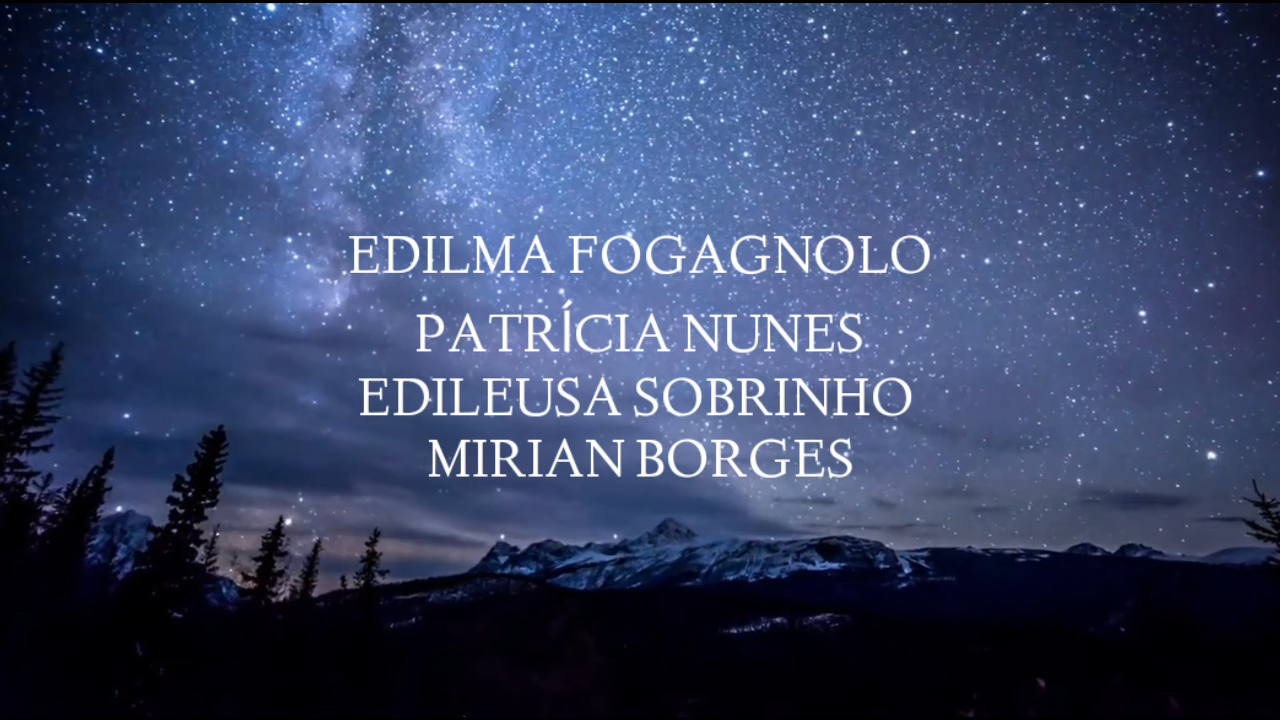 EDILMA FOGAGNOLO
PATRÍCIA NUNES
EDILEUSA SOBRINHO
MIRIAN BORGES